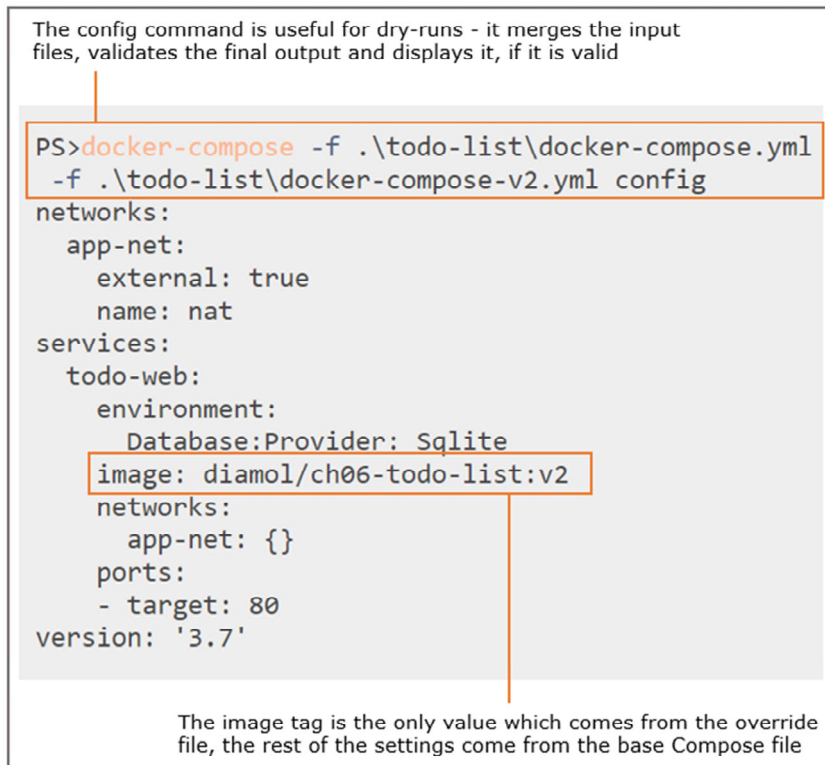 The config command is useful for dry-runs - it merges the input
files, validates the final output and displays it, if it is valid
PS>docker-compose -f .\todo-list\docker-compose.yml
-f .\todo-list\docker-compose-v2.yml config
networks:
  app-net:
    external: true
    name: nat
services:
  todo-web:
    environment:
      Database:Provider: Sqlite
    image: diamol/ch06-todo-list:v2
    networks:
      app-net: {}
    ports:
    - target: 80
version: '3.7'
The image tag is the only value which comes from the override
file, the rest of the settings come from the base Compose file